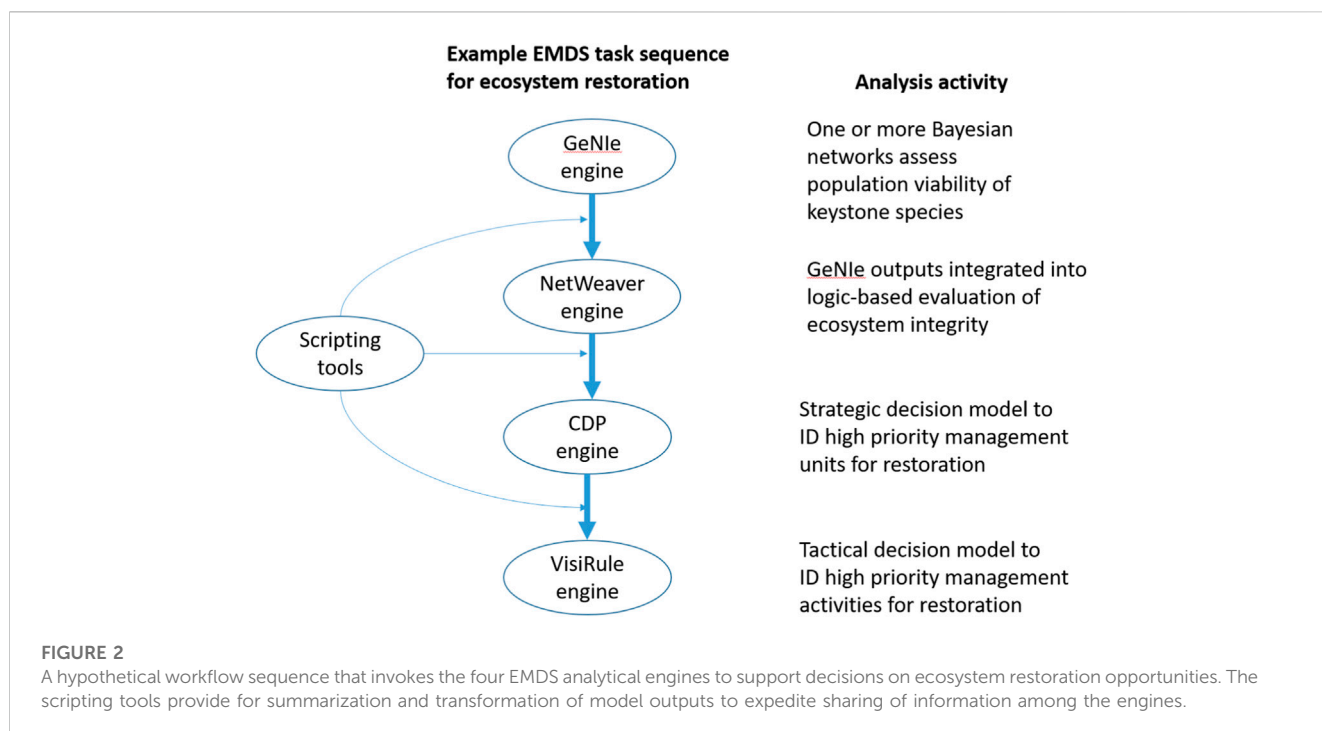 Example EMDS task sequence
for ecosystem restoration
Analysis activity
GeNIe
engine
One or more Bayesian
networks assess
population viability of
keystone species
NetWeaver
engine
GeNIe outputs integrated into
logic-based evaluation of
ecosystem integrity
Scripting
tools
CDP
engine
Strategic decision model to
ID high priority management
units for restoration
VisiRule
engine
Tactical decision model to
ID high priority management
activities for restoration
FIGURE 2
A hypothetical workflow sequence that invokes the four EMDS analytical engines to support decisions on ecosystem restoration opportunities. The
scripting tools provide for summarization and transformation of model outputs to expedite sharing of information among the engines.